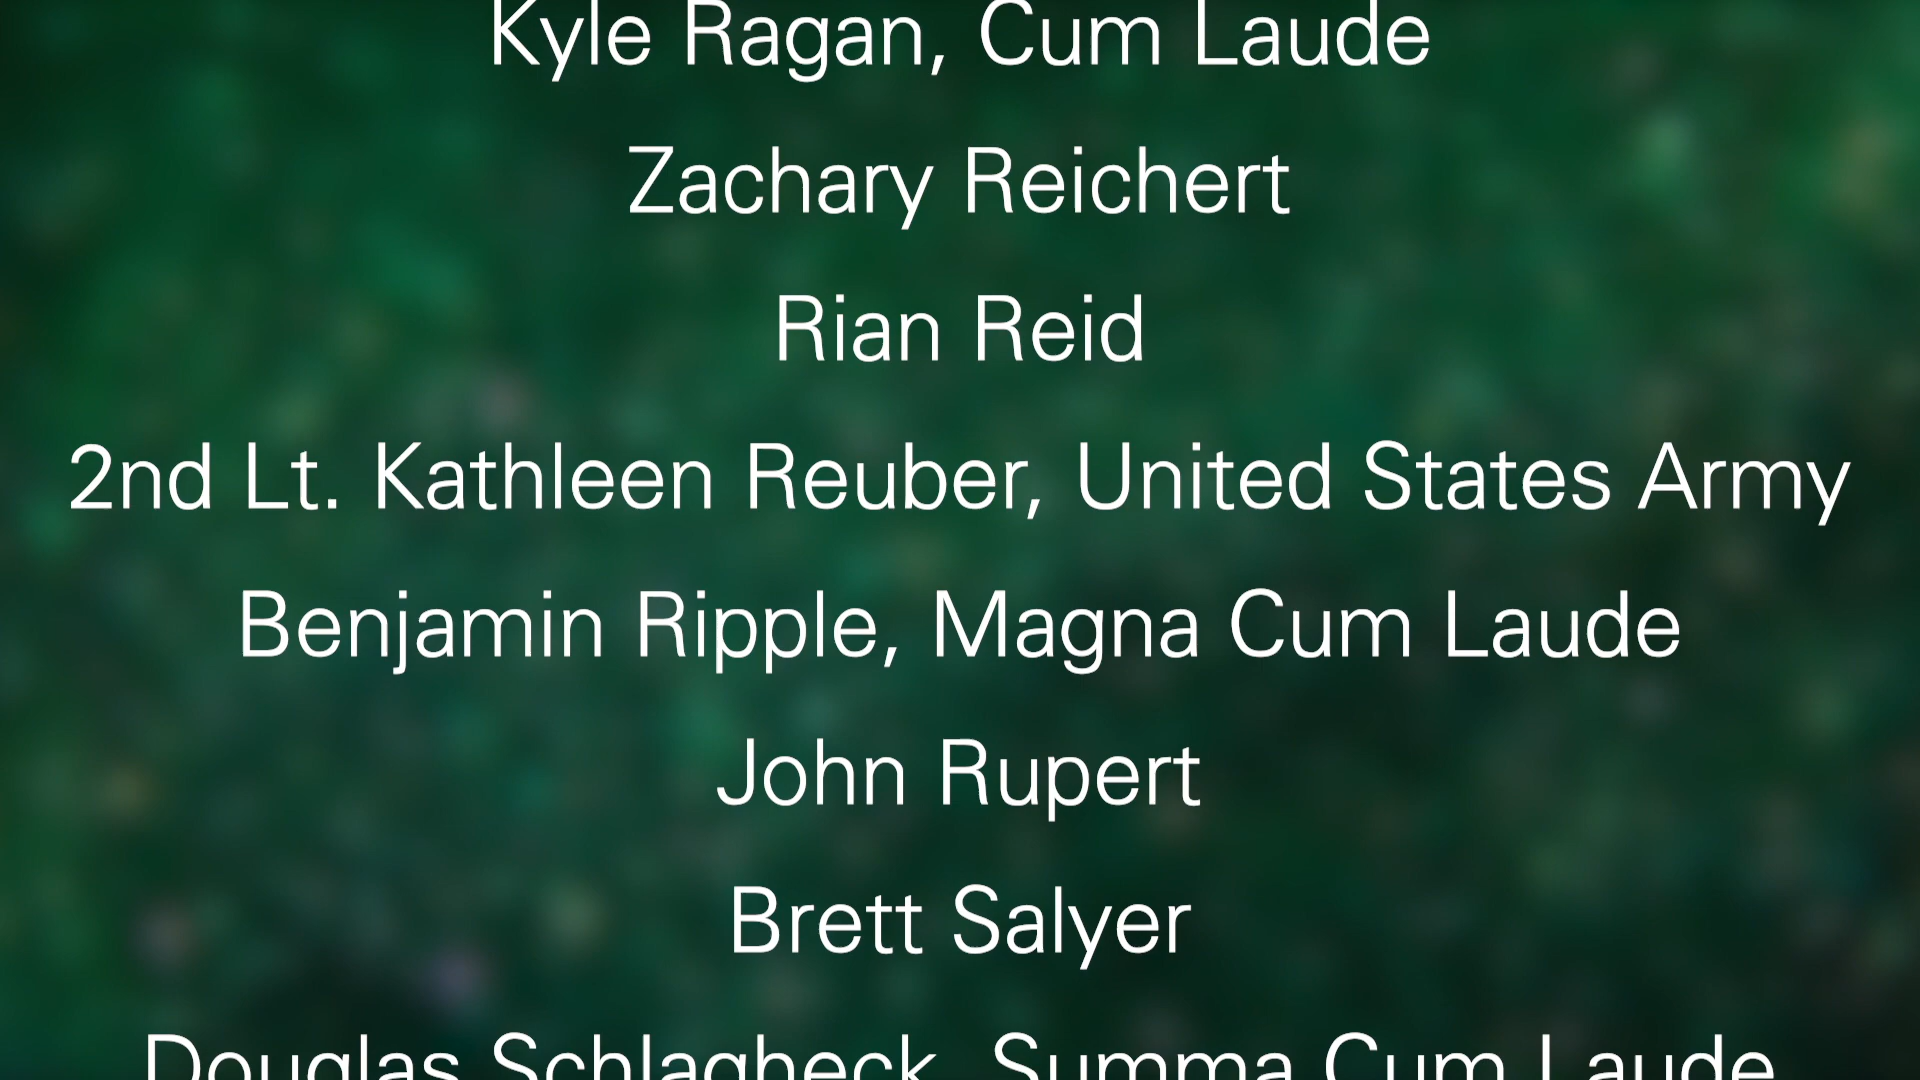 Kyle Ragan, Cum Laude
Zachary Reichert
Rian Reid
2nd Lt. Kathleen Reuber, United States Army
Benjamin Ripple, Magna Cum Laude
John Rupert
Brett Salyer
Douglas Schlagheck, Summa Cum Laude